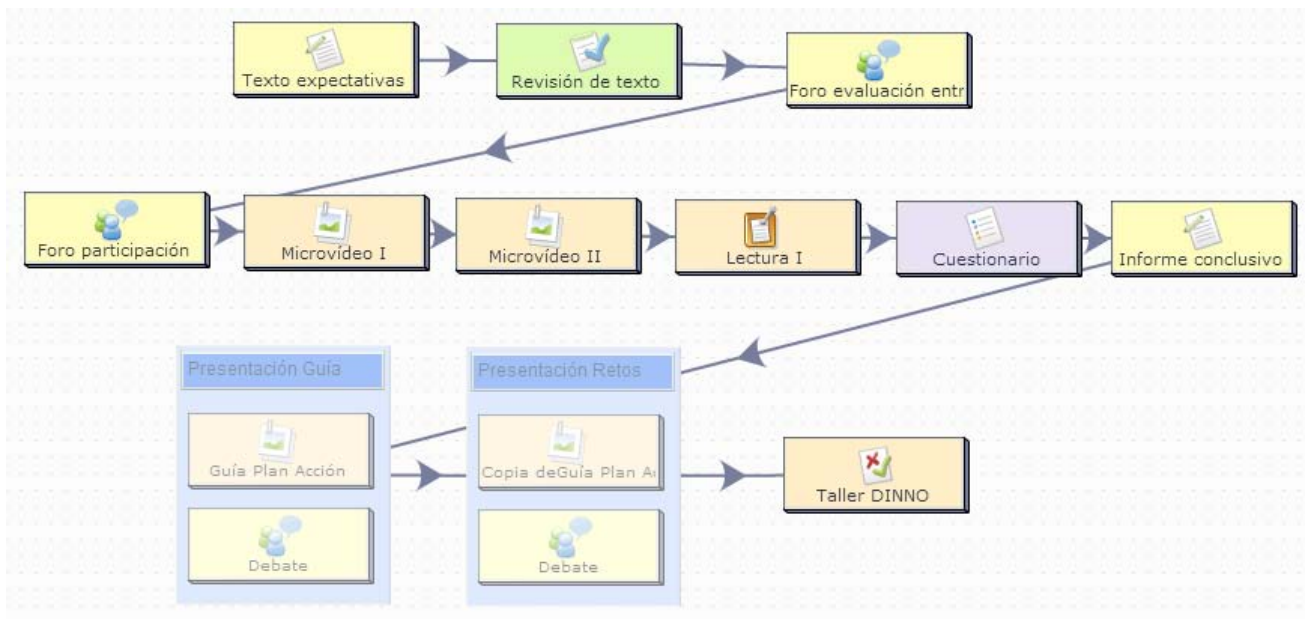 Texto expectativas
Revisión de texto
Foro evaluación entr
Foro participación
Microvídeo I
Microvídeo II
Lectura I
Cuestionario
Informe conclusivo
Presentación Guía
Guía Plan Acción
Debate
Presentación Retos
Copia deGuía Plan A
Debate
Taller DINNO